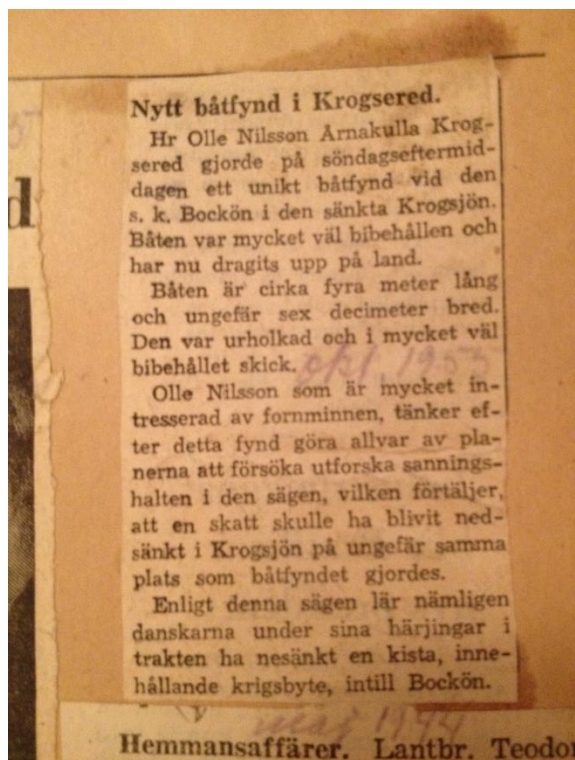 Nytt båtfynd i Krogsered.
Hr Olle Nilsson Arnakulla Krog-
sered gjorde på söndagseftermid-
dagen ett unikt båtfynd vid den
s. k. Bockön i den sänkta Krogsjön.
Båten var mycket väl bibehållen och
har nu dragits upp på land.
Båten är cirka fyra meter lång
och ungefär sex decimeter bred.
Den var urholkad och i mycket väl
bibehållet skick.
okt. 1955
Olle Nilsson som är mycket in-
tresserad av fornminnen, tänker ef-
ter detta fynd göra allvar av pla-
nerna att försöka utforska sannings-
halten i den sägen, vilken förtäljer,
att en skatt skulle ha blivit ned-
sänkt i Krogsjön på ungefär samma
plats som båtfyndet gjordes.
Enligt denna sägen lär nämligen
danskarna under sina härjingar i
trakten ha nesänkt en kista, inne-
hållande krigsbyte, intill Bockön.
maj 1944
Hemmansaffärer. Lantbr. Teodor